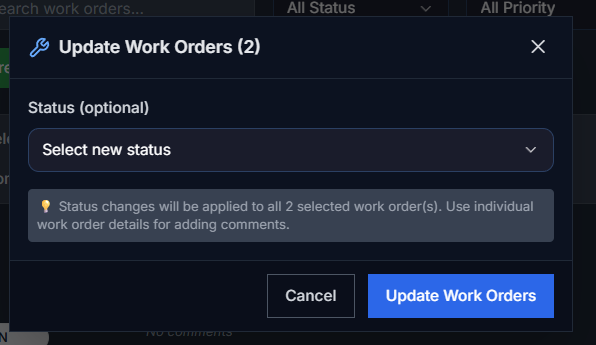 search work orders...
All Status
All Priority
Update Work Orders (2)
Status (optional)
Select new status
💡 Status changes will be applied to all 2 selected work order(s). Use individual
work order details for adding comments.
Cancel
Update Work Orders
No comments